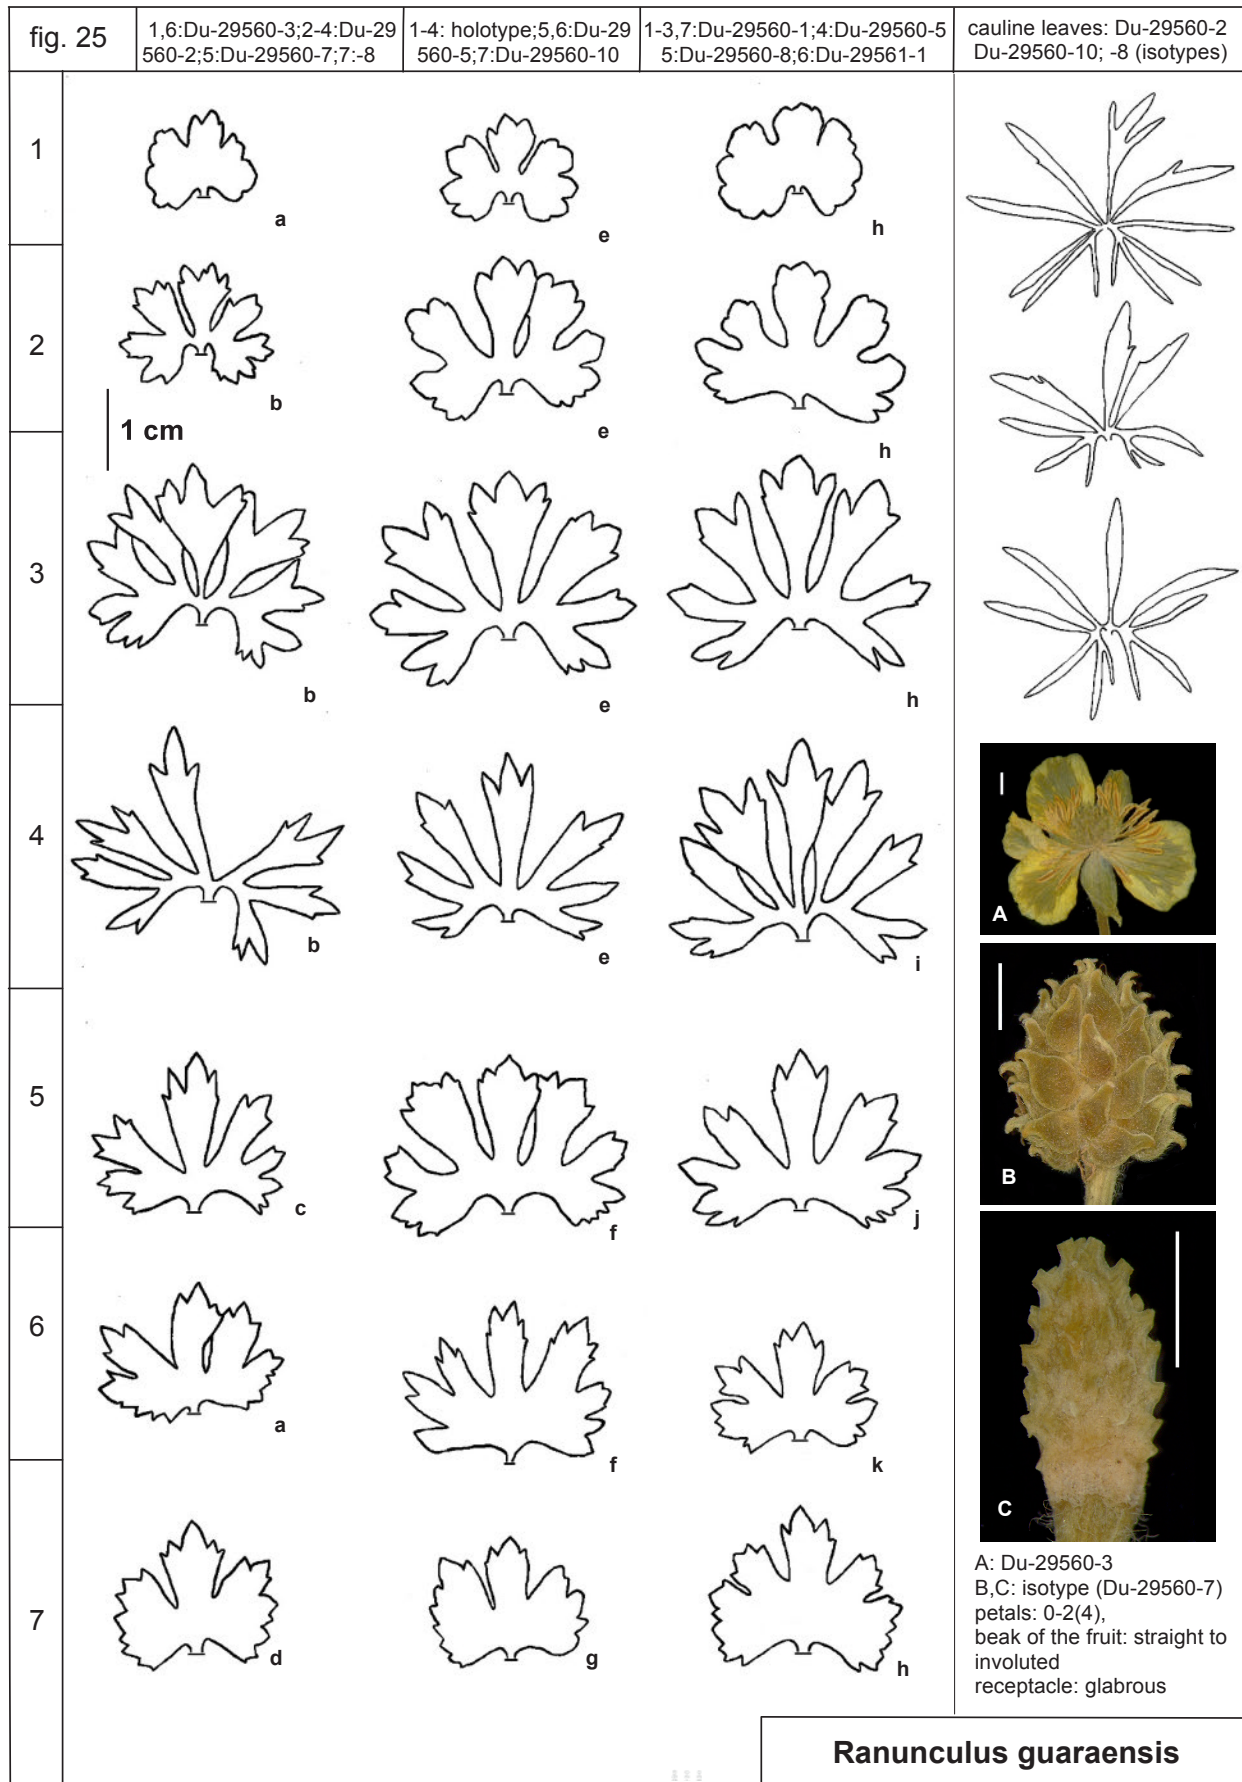 fig. 25
1,6:Du-29560-3;2-4:Du-29
560-2;5:Du-29560-7;7:-8
1-4: holotype;5,6:Du-29
560-5;7:Du-29560-10
1-3,7:Du-29560-1;4:Du-29560-5
5:Du-29560-8;6:Du-29561-1
cauline leaves: Du-29560-2
Du-29560-10; -8 (isotypes)
1
a
e
h
2
b
e
h
1 cm
3
b
e
h
4
b
e
i
A
5
c
f
j
B
6
a
f
k
C
7
d
g
h
A: Du-29560-3
B,C: isotype (Du-29560-7)
petals: 0-2(4),
beak of the fruit: straight to
involuted
receptacle: glabrous
Ranunculus guaraensis